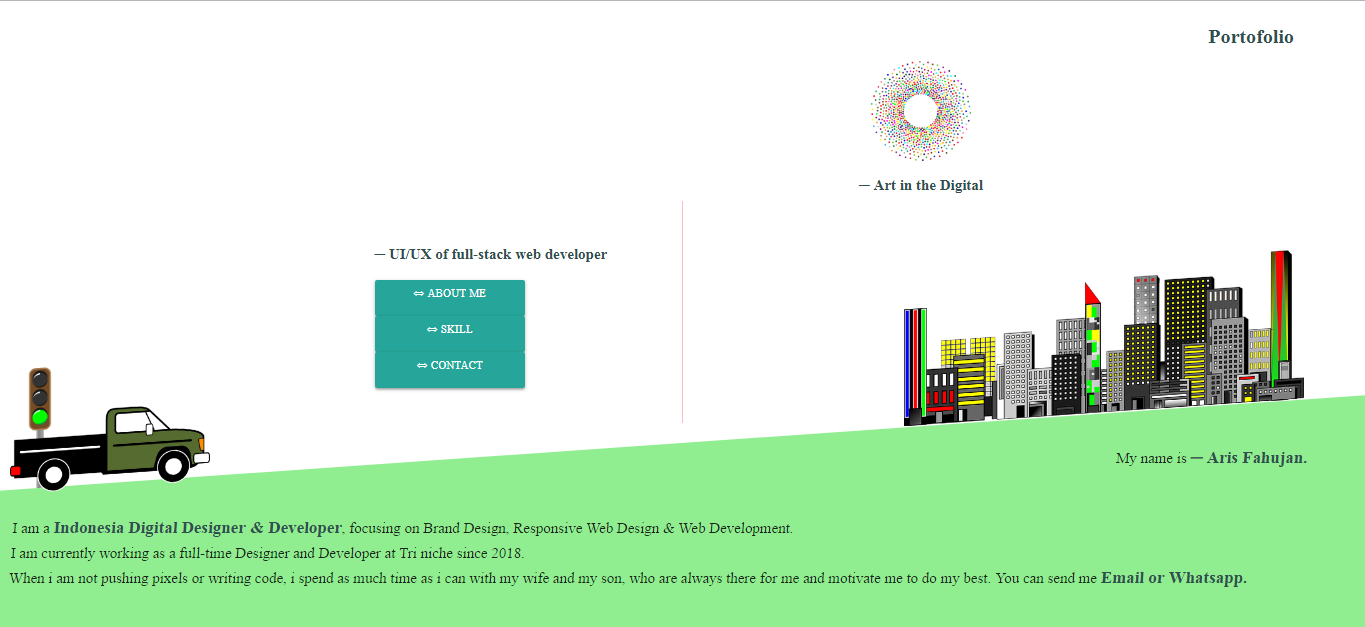 Portofolio
— Art in the Digital
— UI/UX of full-stack web developer
⇔ ABOUT ME
⇔ SKILL
⇔ CONTACT
My name is — Aris Fahujan.
I am a Indonesia Digital Designer & Developer, focusing on Brand Design, Responsive Web Design & Web Development.
I am currently working as a full-time Designer and Developer at Tri niche since 2018.
When i am not pushing pixels or writing code, i spend as much time as i can with my wife and my son, who are always there for me and motivate me to do my best. You can send me Email or Whatsapp.